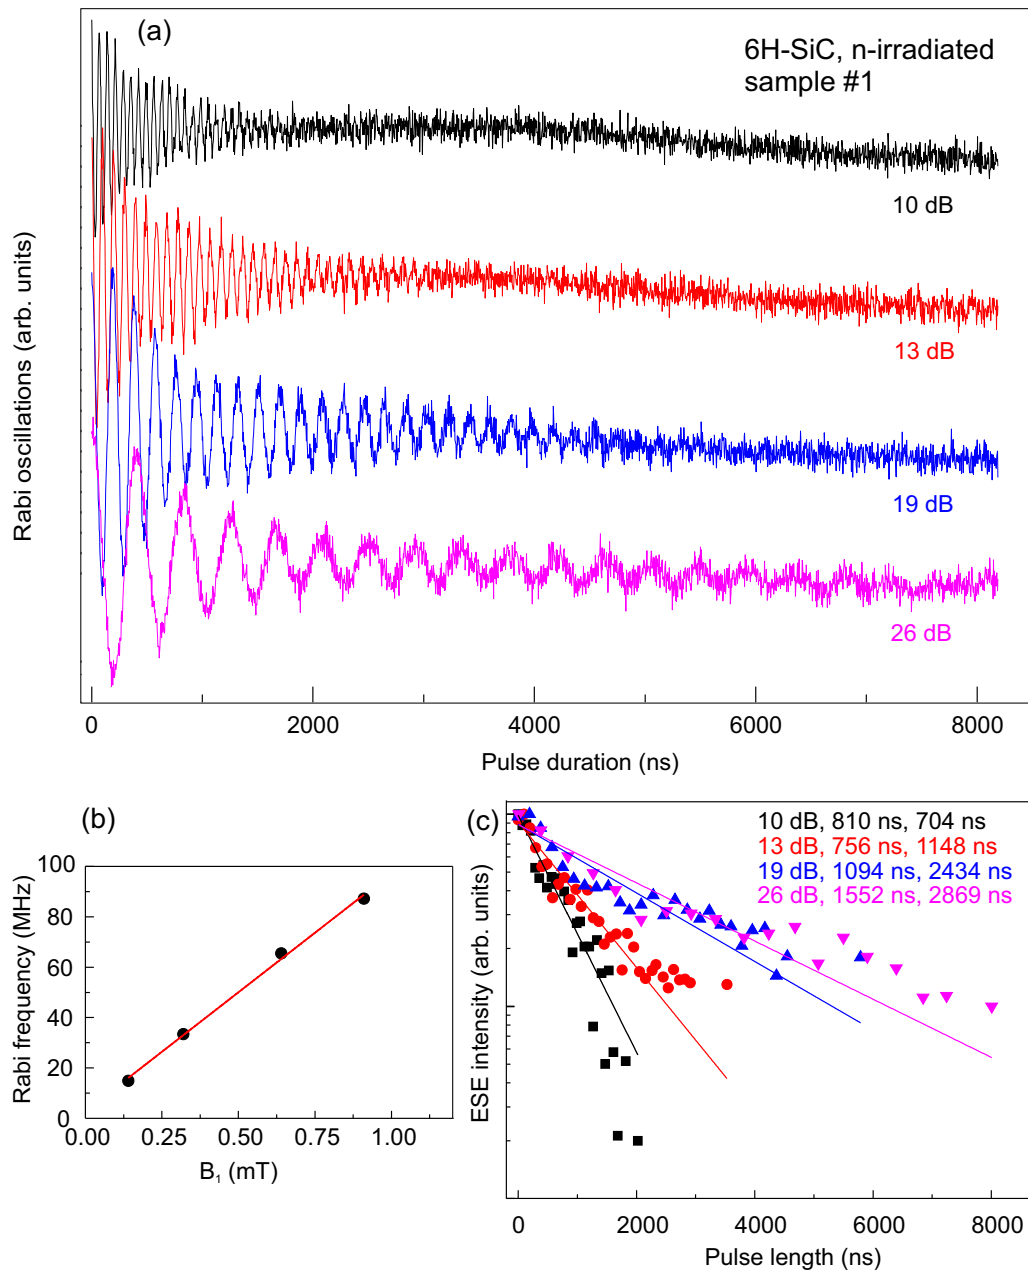 (a)
6H-SiC, n-irradiated
sample #1
10 dB
13 dB
19 dB
26 dB
Rabi oscillations (arb. units)
0 2000 4000 6000 8000
Pulse duration (ns)
(b)
100
80
60
40
20
0
Rabi frequency (MHz)
0.00 0.25 0.50 0.75 1.00
B₁ (mT)
(c)
10 dB, 810 ns, 704 ns
13 dB, 756 ns, 1148 ns
19 dB, 1094 ns, 2434 ns
26 dB, 1552 ns, 2869 ns
ESE intensity (arb. units)
0 2000 4000 6000 8000
Pulse length (ns)